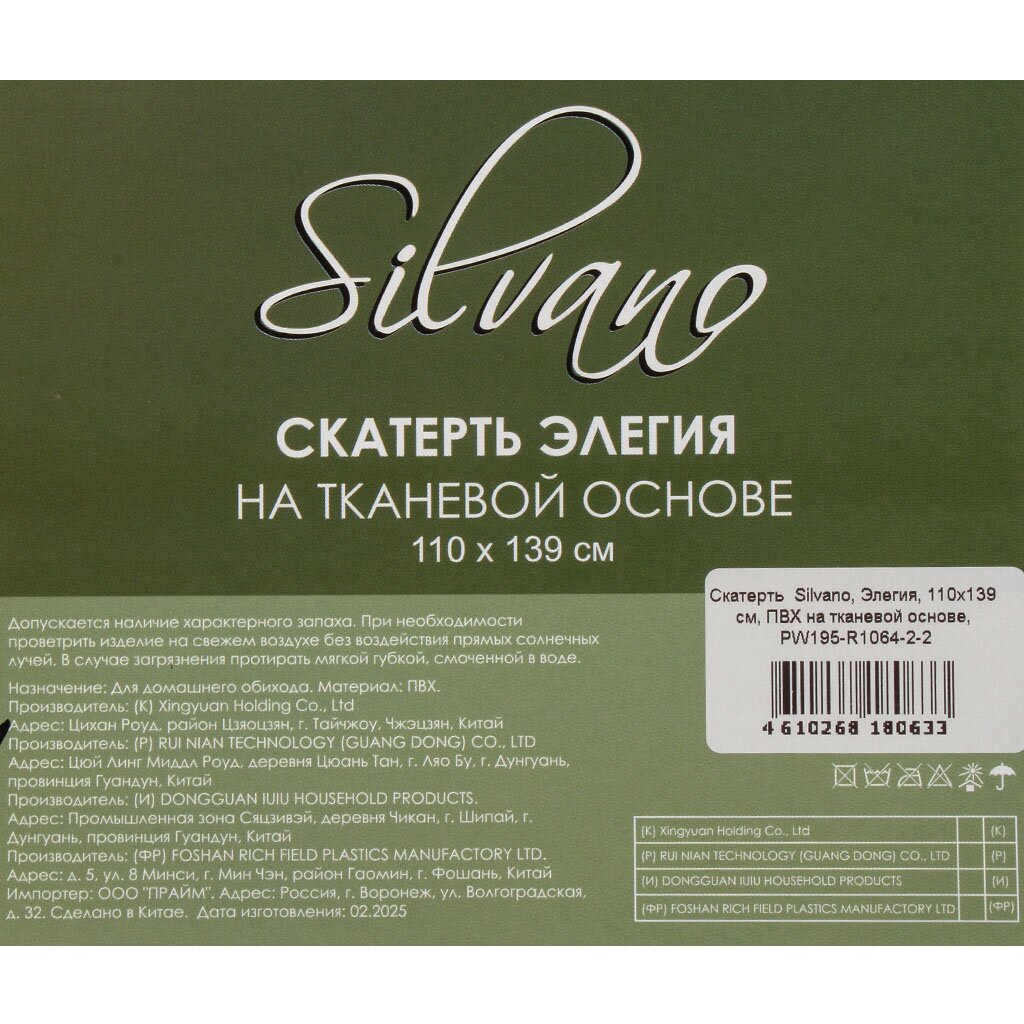 Silvano
СКАТЕРТЬ ЭЛЕГИЯ
НА ТКАНЕВОЙ ОСНОВЕ
110 х 139 см
Допускается наличие характерного запаха. При необходимости
проветрить изделие на свежем воздухе без воздействия прямых солнечных
лучей. В случае загрязнения протирать мягкой губкой, смоченной в воде.
Назначение: Для домашнего обихода. Материал: ПВХ.
Производитель: (К) Xingyuan Holding Co., Ltd
Адрес: Цихан Роуд, район Цзяоцзян, г. Тайчжоу, Чжэцзян, Китай
Производитель: (Р) RUI NIAN TECHNOLOGY (GUANG DONG) CO., LTD
Адрес: Цюй Линг Миддл Роуд, деревня Цюань Тан, г. Ляо Бу, г. Дунгуань,
провинция Гуандун, Китай
Производитель: (И) DONGGUAN IUIU HOUSEHOLD PRODUCTS.
Адрес: Промышленная зона Сяцзивэй, деревня Чикан, г. Шипай, г.
Дунгуань, провинция Гуандун, Китай
Производитель: (ФР) FOSHAN RICH FIELD PLASTICS MANUFACTORY LTD.
Адрес: д. 5, ул. 8 Минси, г. Мин Чэн, район Гаомин, г. Фошань, Китай
Импортер: ООО "ПРАЙМ". Адрес: Россия, г. Воронеж, ул. Волгоградская,
д. 32. Сделано в Китае. Дата изготовления: 02.2025
Скатерть Silvano, Элегия, 110х139
см, ПВХ на тканевой основе,
PW195-R1064-2-2
4 610268 180633
(К) Xingyuan Holding Co., Ltd (К)
(Р) RUI NIAN TECHNOLOGY (GUANG DONG) CO., LTD (Р)
(И) DONGGUAN IUIU HOUSEHOLD PRODUCTS (И)
(ФР) FOSHAN RICH FIELD PLASTICS MANUFACTORY LTD (ФР)